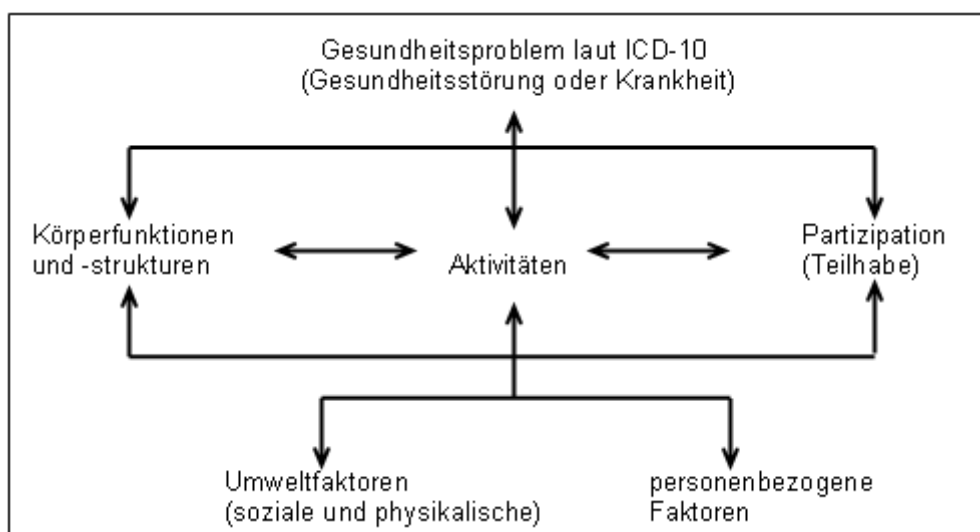 Gesundheitsproblem laut ICD-10
(Gesundheitsstörung oder Krankheit)
Körperfunktionen
und -strukturen
Aktivitäten
Partizipation
(Teilhabe)
Umweltfaktoren
(soziale und physikalische)
personenbezogene
Faktoren